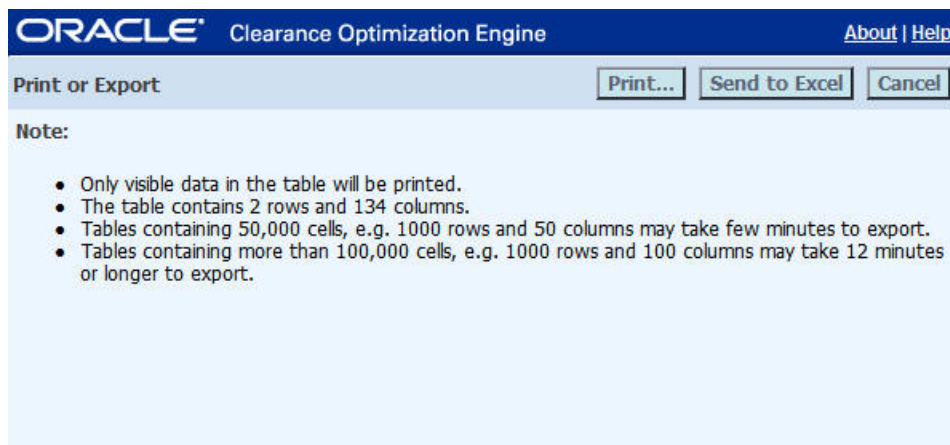 ORACLE Clearance Optimization Engine About | Help
Print or Export Print... Send to Excel Cancel
Note:
• Only visible data in the table will be printed.
• The table contains 2 rows and 134 columns.
• Tables containing 50,000 cells, e.g. 1000 rows and 50 columns may take few minutes to export.
• Tables containing more than 100,000 cells, e.g. 1000 rows and 100 columns may take 12 minutes
or longer to export.